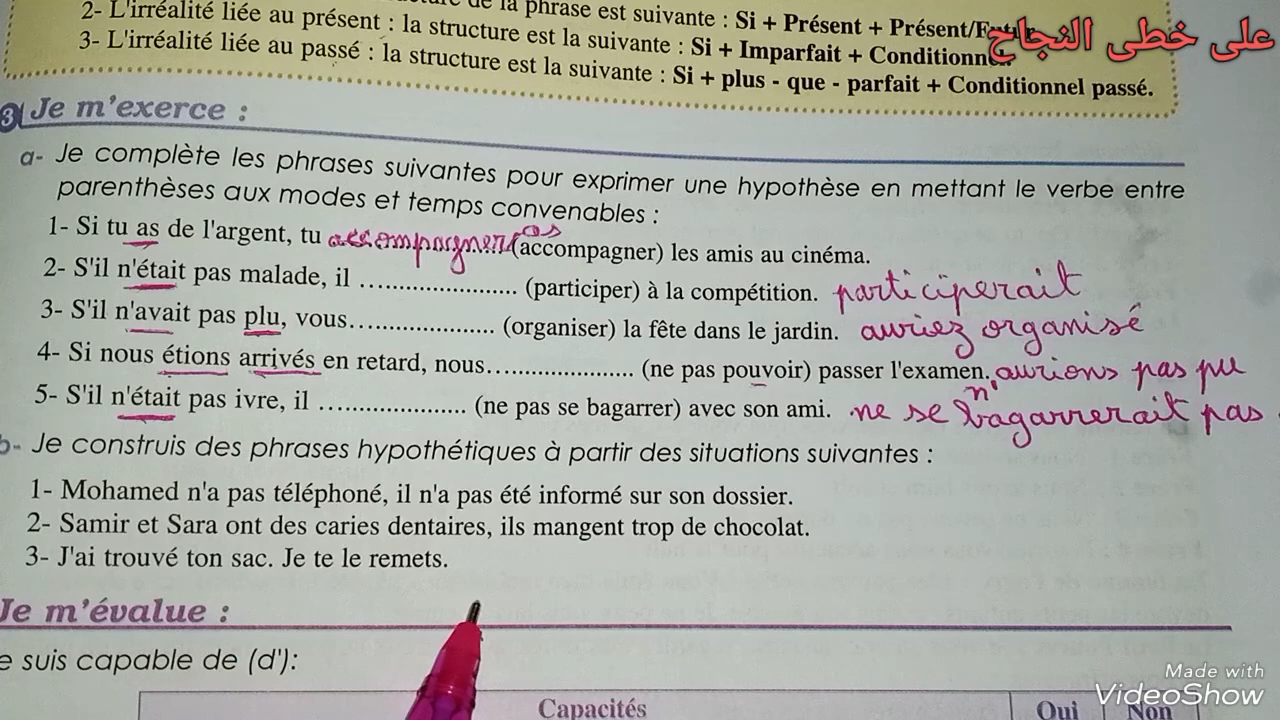 de la phrase est suivante : Si + Présent + Présent/Futur
2- L'irréalité liée au présent : la structure est la suivante : Si + Imparfait + Conditionnel
3- L'irréalité liée au passé : la structure est la suivante : Si + plus - que - parfait + Conditionnel passé.
على خطى النجاح
3 Je m'exerce :
a- Je complète les phrases suivantes pour exprimer une hypothèse en mettant le verbe entre
parenthèses aux modes et temps convenables :
1- Si tu as de l'argent, tu accompagneras (accompagner) les amis au cinéma.
2- S'il n'était pas malade, il ........................ (participer) à la compétition. participerait
3- S'il n'avait pas plu, vous........................ (organiser) la fête dans le jardin. auriez organisé
4- Si nous étions arrivés en retard, nous........................ (ne pas pouvoir) passer l'examen. n'aurions pas pu
5- S'il n'était pas ivre, il ........................ (ne pas se bagarrer) avec son ami. ne se bagarrerait pas
b- Je construis des phrases hypothétiques à partir des situations suivantes :
1- Mohamed n'a pas téléphoné, il n'a pas été informé sur son dossier.
2- Samir et Sara ont des caries dentaires, ils mangent trop de chocolat.
3- J'ai trouvé ton sac. Je te le remets.
Je m'évalue :
e suis capable de (d'):
Capacités Oui Non
Made with
VideoShow